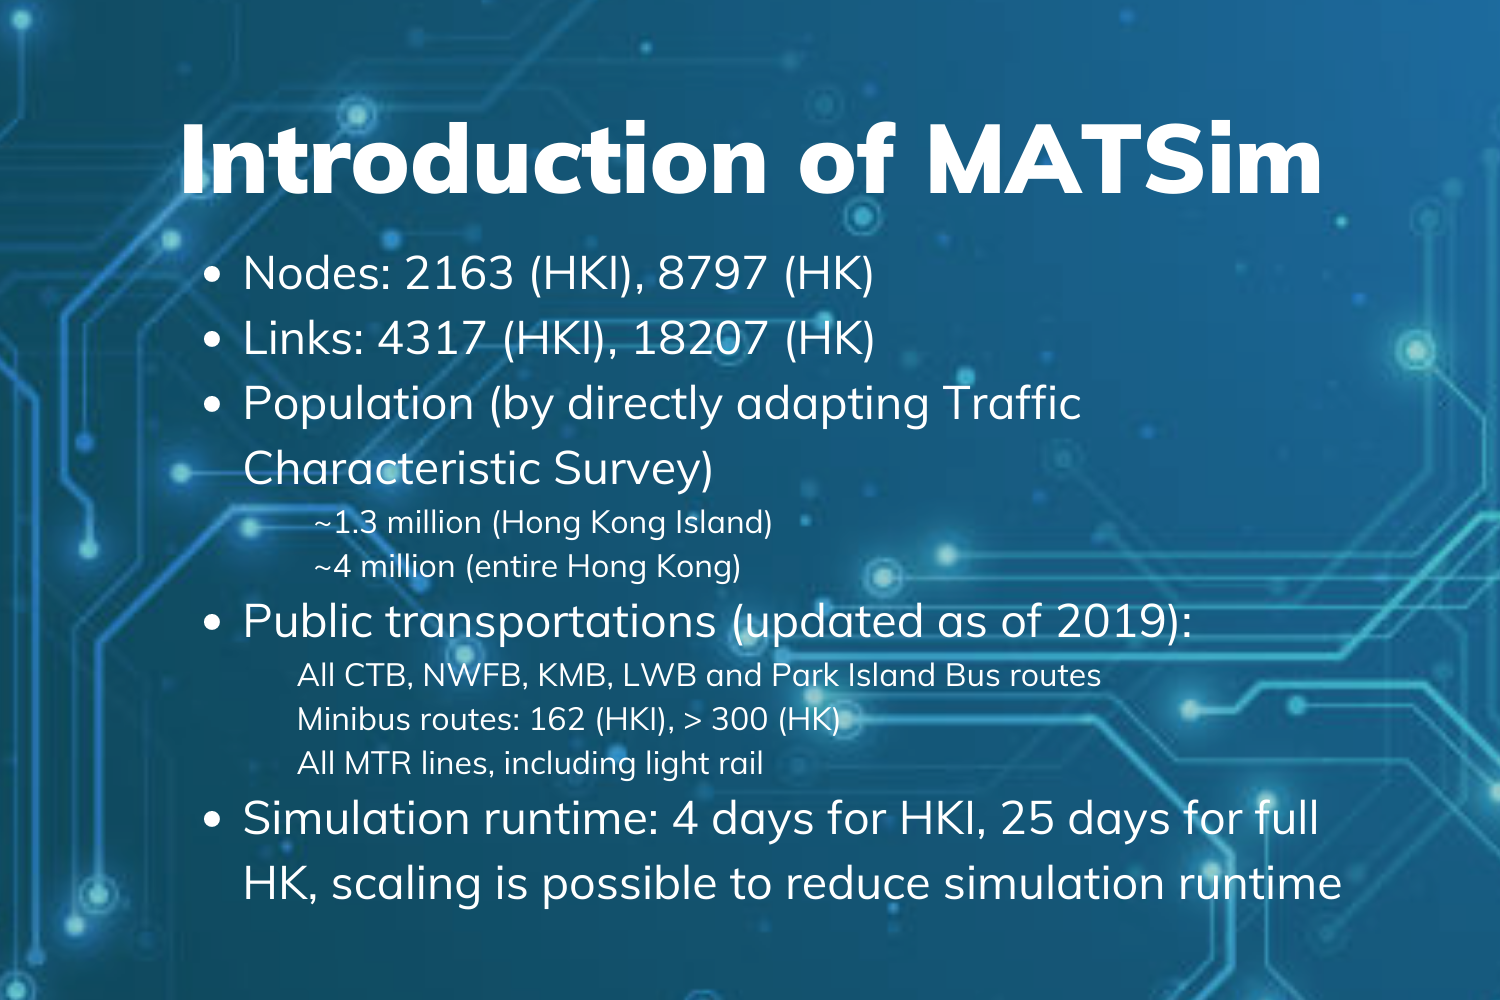 Introduction of MATSim
• Nodes: 2163 (HKI), 8797 (HK)
• Links: 4317 (HKI), 18207 (HK)
• Population (by directly adapting Traffic
Characteristic Survey)
~1.3 million (Hong Kong Island)
~4 million (entire Hong Kong)
• Public transportations (updated as of 2019):
All CTB, NWFB, KMB, LWB and Park Island Bus routes
Minibus routes: 162 (HKI), > 300 (HK)
All MTR lines, including light rail
• Simulation runtime: 4 days for HKI, 25 days for full
HK, scaling is possible to reduce simulation runtime